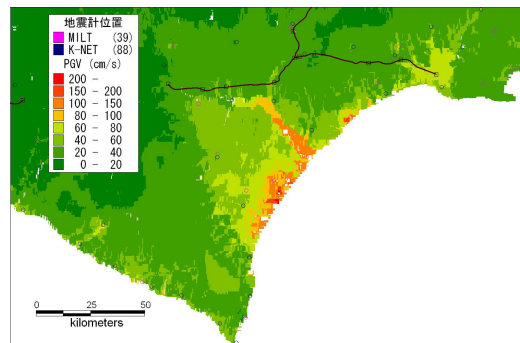 地震計位置
MILT (39)
K-NET (88)
PGV (cm/s)
200 -
150 - 200
100 - 150
80 - 100
60 - 80
40 - 60
20 - 40
0 - 20
0 25 50
kilometers